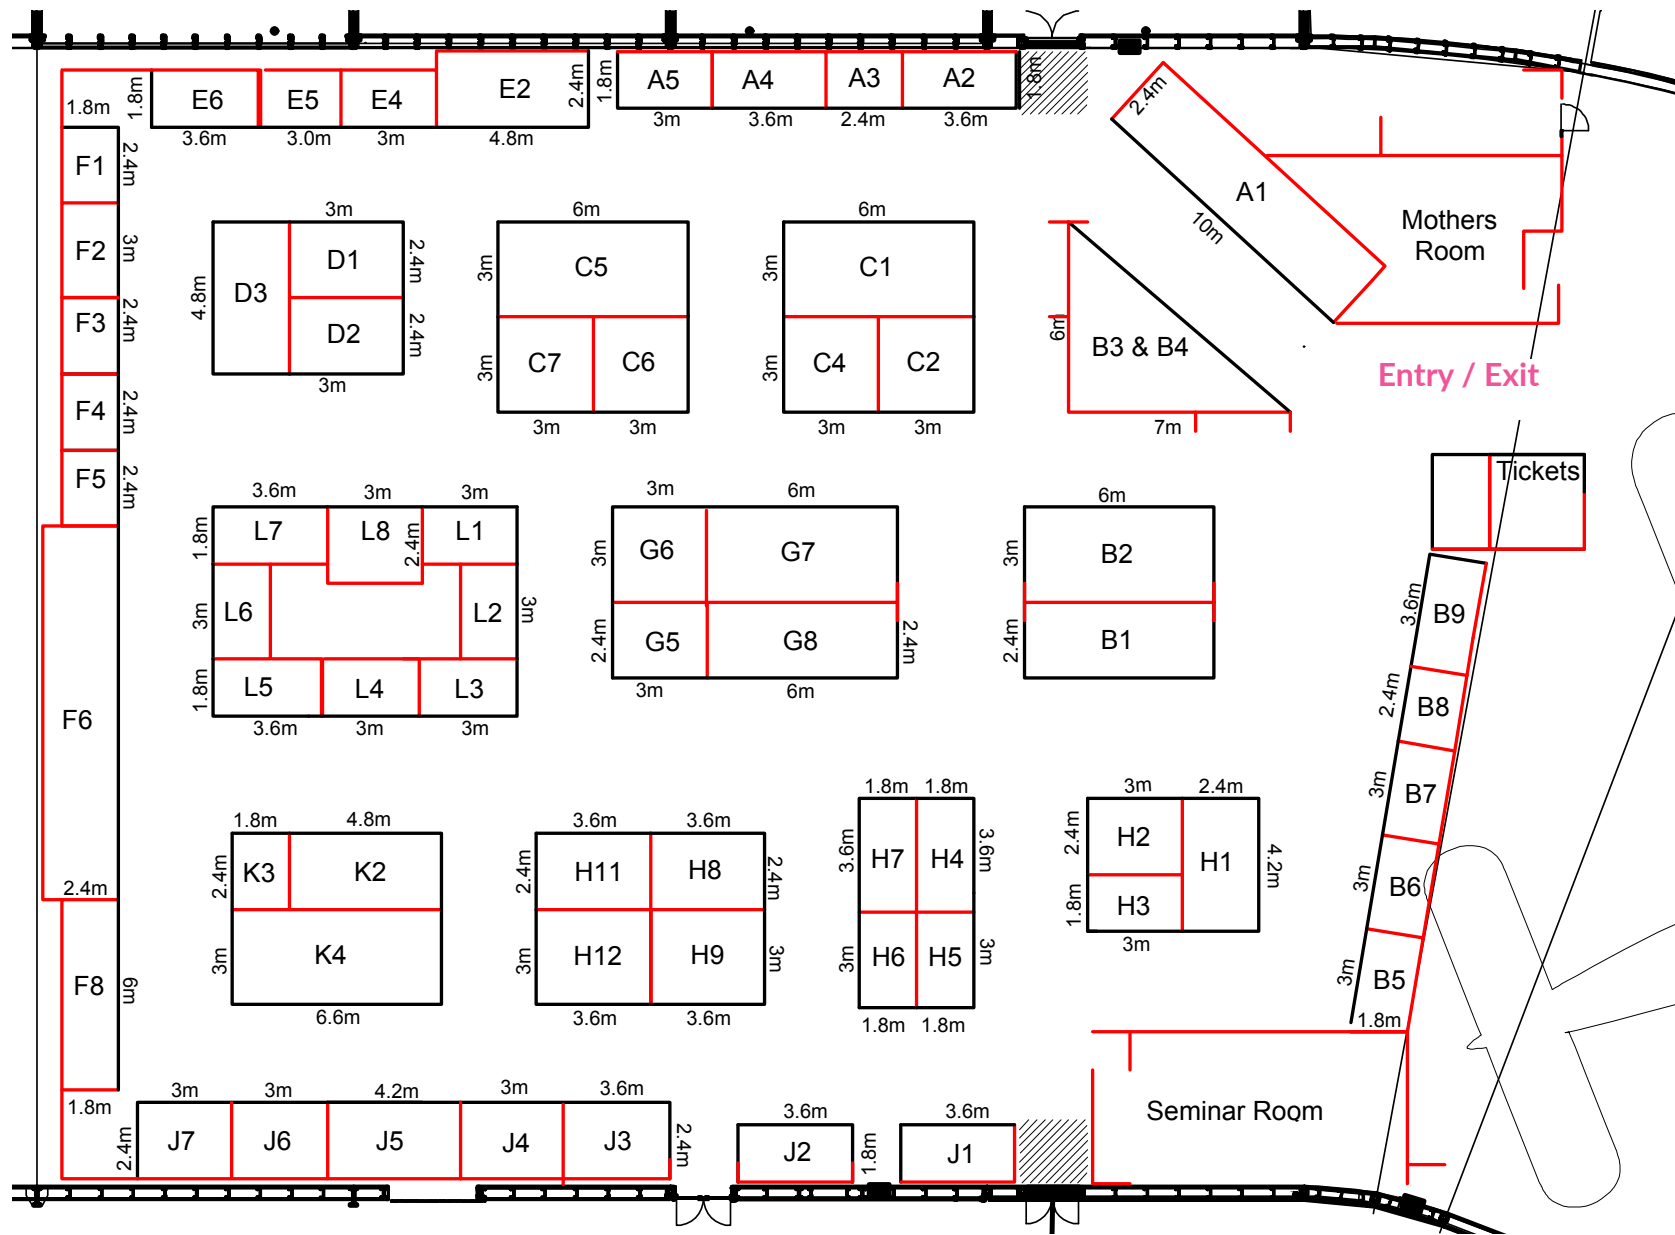 1.8m
1.8m
E6
E5
E4
E2
2.4m
3.6m
3.0m
3m
4.8m
1.8m
A5
A4
A3
A2
1.8m
3m
3.6m
2.4m
3.6m
2.4m
A1
10m
Mothers
Room
F1
2.4m
F2
3m
F3
2.4m
F4
2.4m
F5
2.4m
F6
2.4m
F8
6m
1.8m
3m
D3
D1
D2
4.8m
2.4m
2.4m
3m
6m
3m
C5
3m
C7
C6
3m
3m
6m
3m
C1
3m
C4
C2
3m
3m
6m
B3 & B4
7m
Entry / Exit
Tickets
3.6m
3m
3m
1.8m
L7
L8
2.4m
L1
3m
L6
L2
3m
1.8m
L5
L4
L3
3.6m
3m
3m
3m
6m
3m
G6
G7
2.4m
G5
G8
2.4m
3m
6m
6m
3m
B2
2.4m
B1
3.6m
B9
2.4m
B8
3m
B7
3m
B6
3m
B5
1.8m
1.8m
4.8m
2.4m
K3
K2
3m
K4
6.6m
3.6m
3.6m
2.4m
H11
H8
2.4m
3m
H12
H9
3m
3.6m
3.6m
1.8m
1.8m
3.6m
H7
H4
3.6m
3m
H6
H5
3m
1.8m
1.8m
3m
2.4m
2.4m
H2
H1
4.2m
1.8m
H3
3m
3m
3m
4.2m
3m
3.6m
2.4m
J7
J6
J5
J4
J3
2.4m
3.6m
J2
1.8m
3.6m
J1
Seminar Room